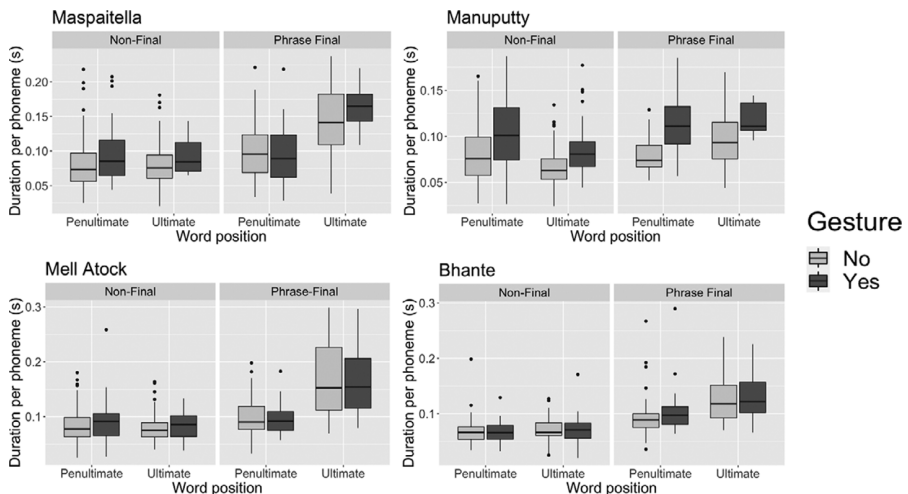 Maspaitella
Non-Final
Phrase Final
Duration per phoneme (s)
0.20
0.15
0.10
0.05
Penultimate
Ultimate
Penultimate
Ultimate
Word position
Manuputty
Non-Final
Phrase Final
Duration per phoneme (s)
0.15
0.10
0.05
Penultimate
Ultimate
Penultimate
Ultimate
Word position
Mell Atock
Non-Final
Phrase-Final
Duration per phoneme (s)
0.3
0.2
0.1
Penultimate
Ultimate
Penultimate
Ultimate
Word position
Bhante
Non-Final
Phrase Final
Duration per phoneme (s)
0.3
0.2
0.1
Penultimate
Ultimate
Penultimate
Ultimate
Word position
Gesture
No
Yes